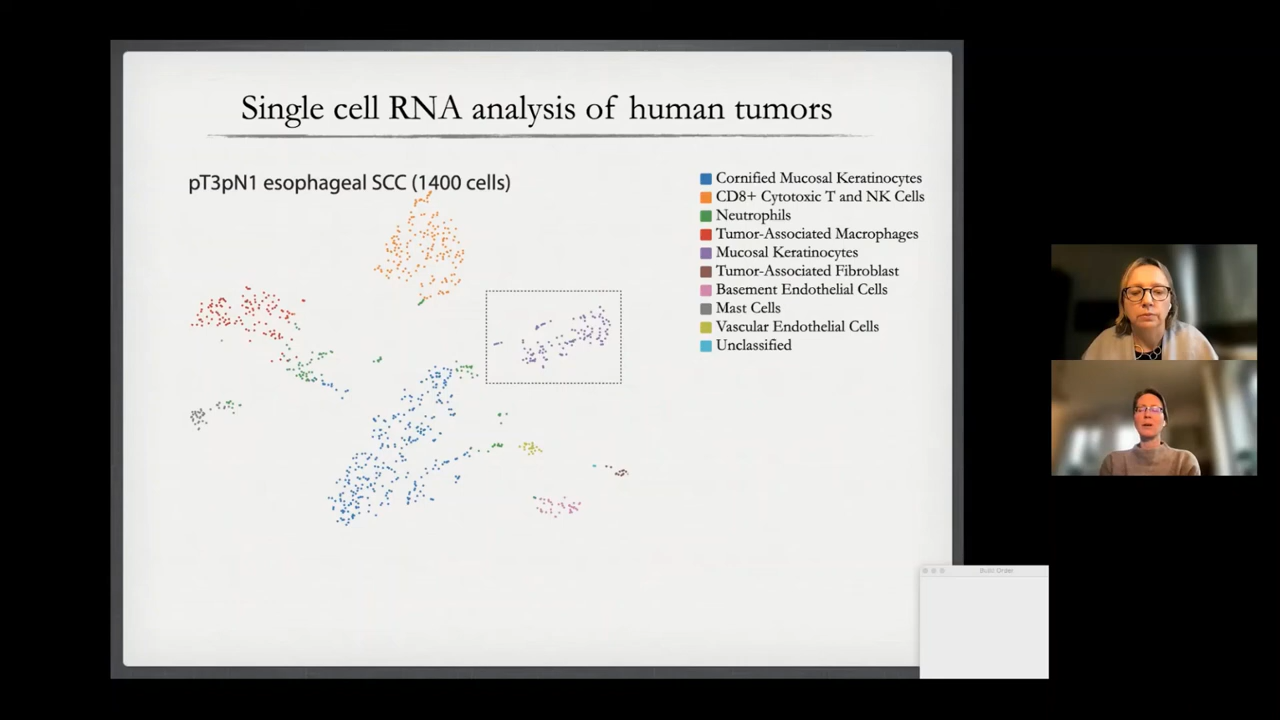 Single cell RNA analysis of human tumors
pT3pN1 esophageal SCC (1400 cells)
Cornified Mucosal Keratinocytes
CD8+ Cytotoxic T and NK Cells
Neutrophils
Tumor-Associated Macrophages
Mucosal Keratinocytes
Tumor-Associated Fibroblast
Basement Endothelial Cells
Mast Cells
Vascular Endothelial Cells
Unclassified
Build Order